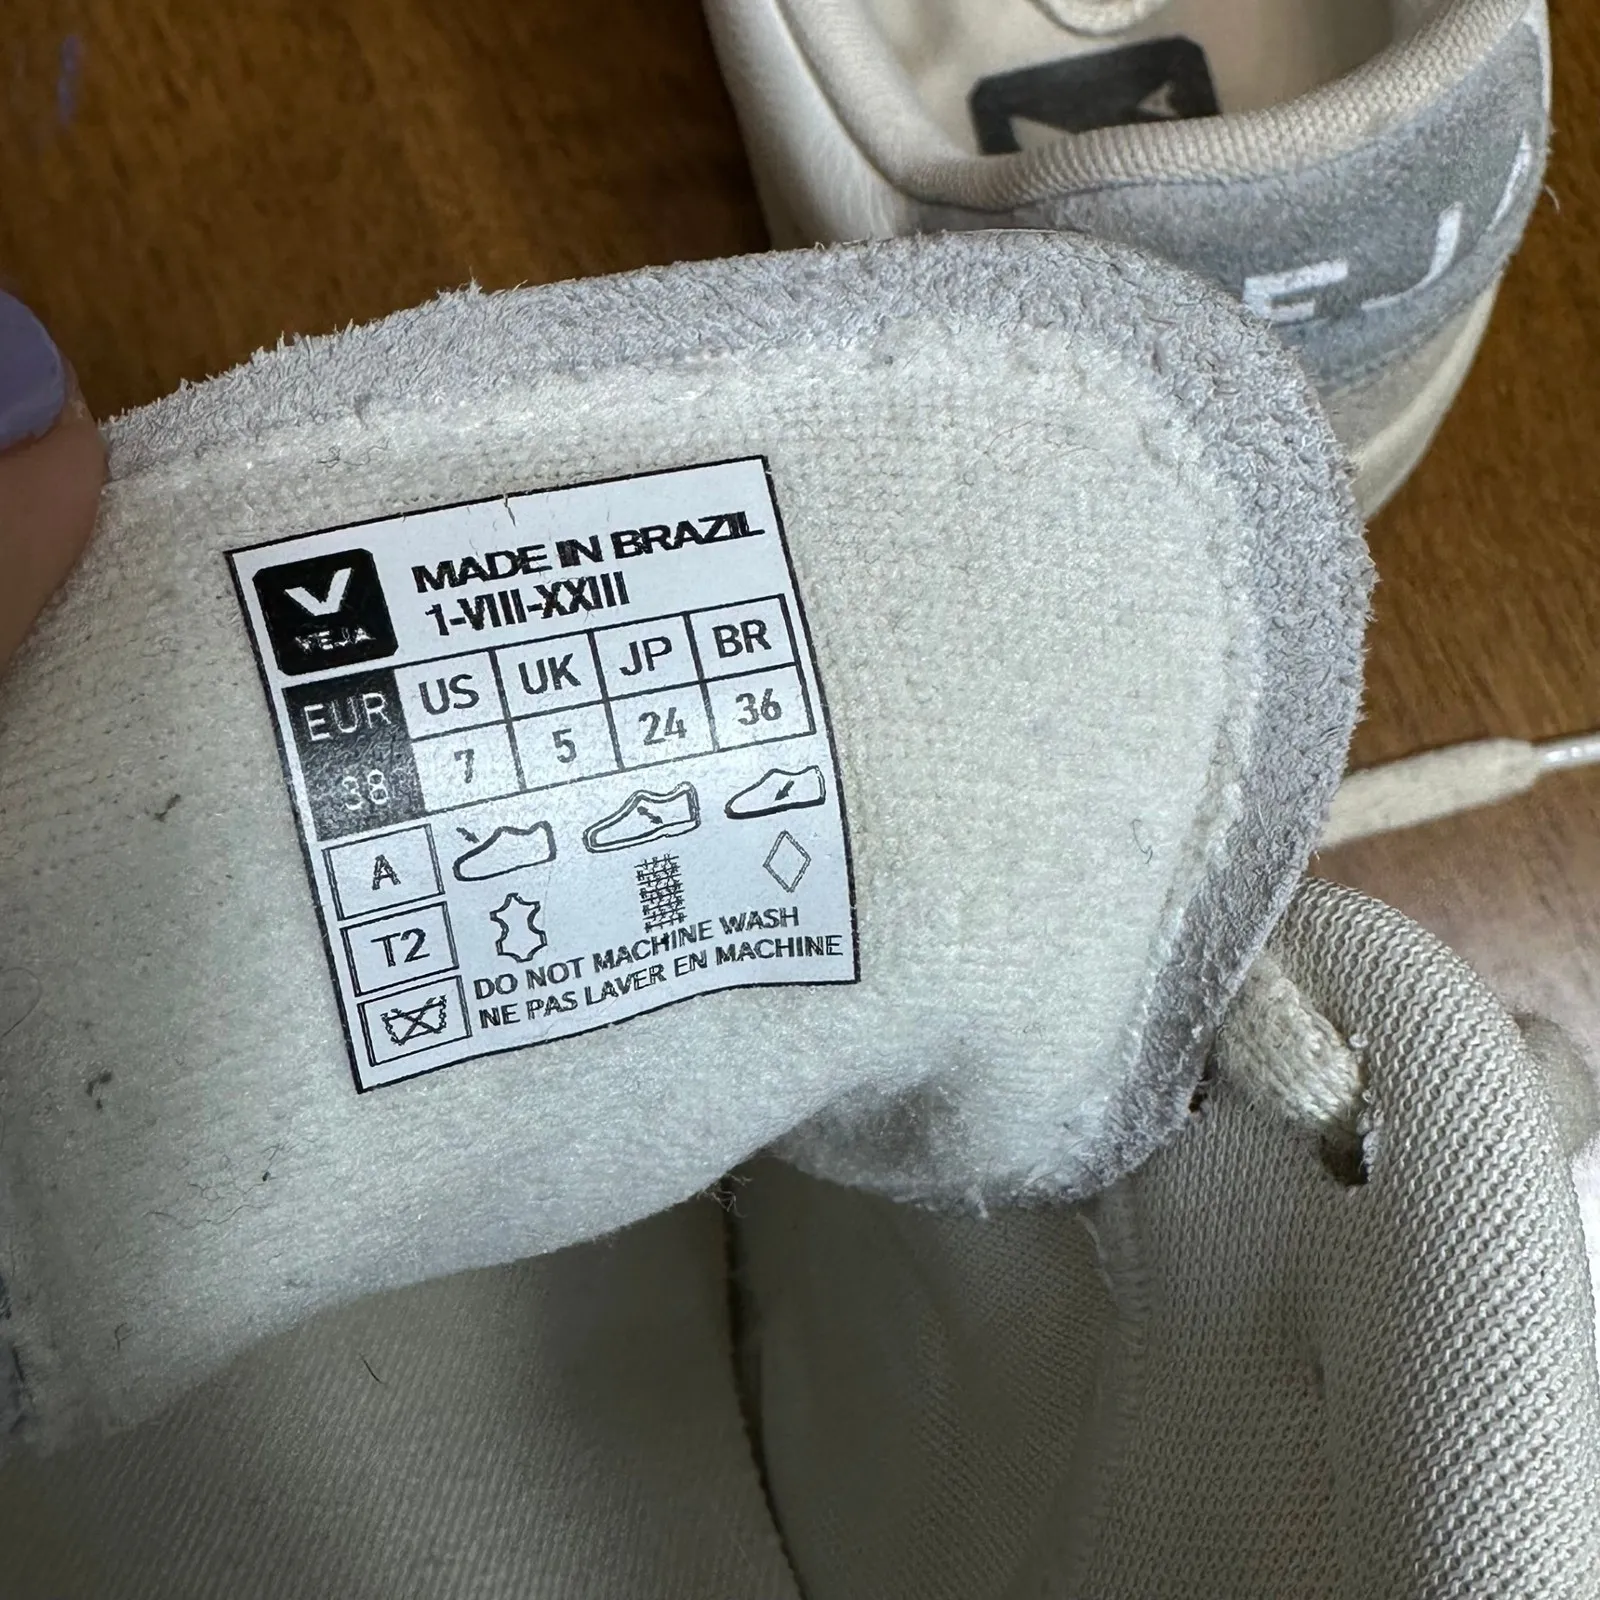 V
VEJA
MADE IN BRAZIL
1-VIII-XXIII
EUR US UK JP BR
38 7 5 24 36
A
T2
DO NOT MACHINE WASH
NE PAS LAVER EN MACHINE
EJ